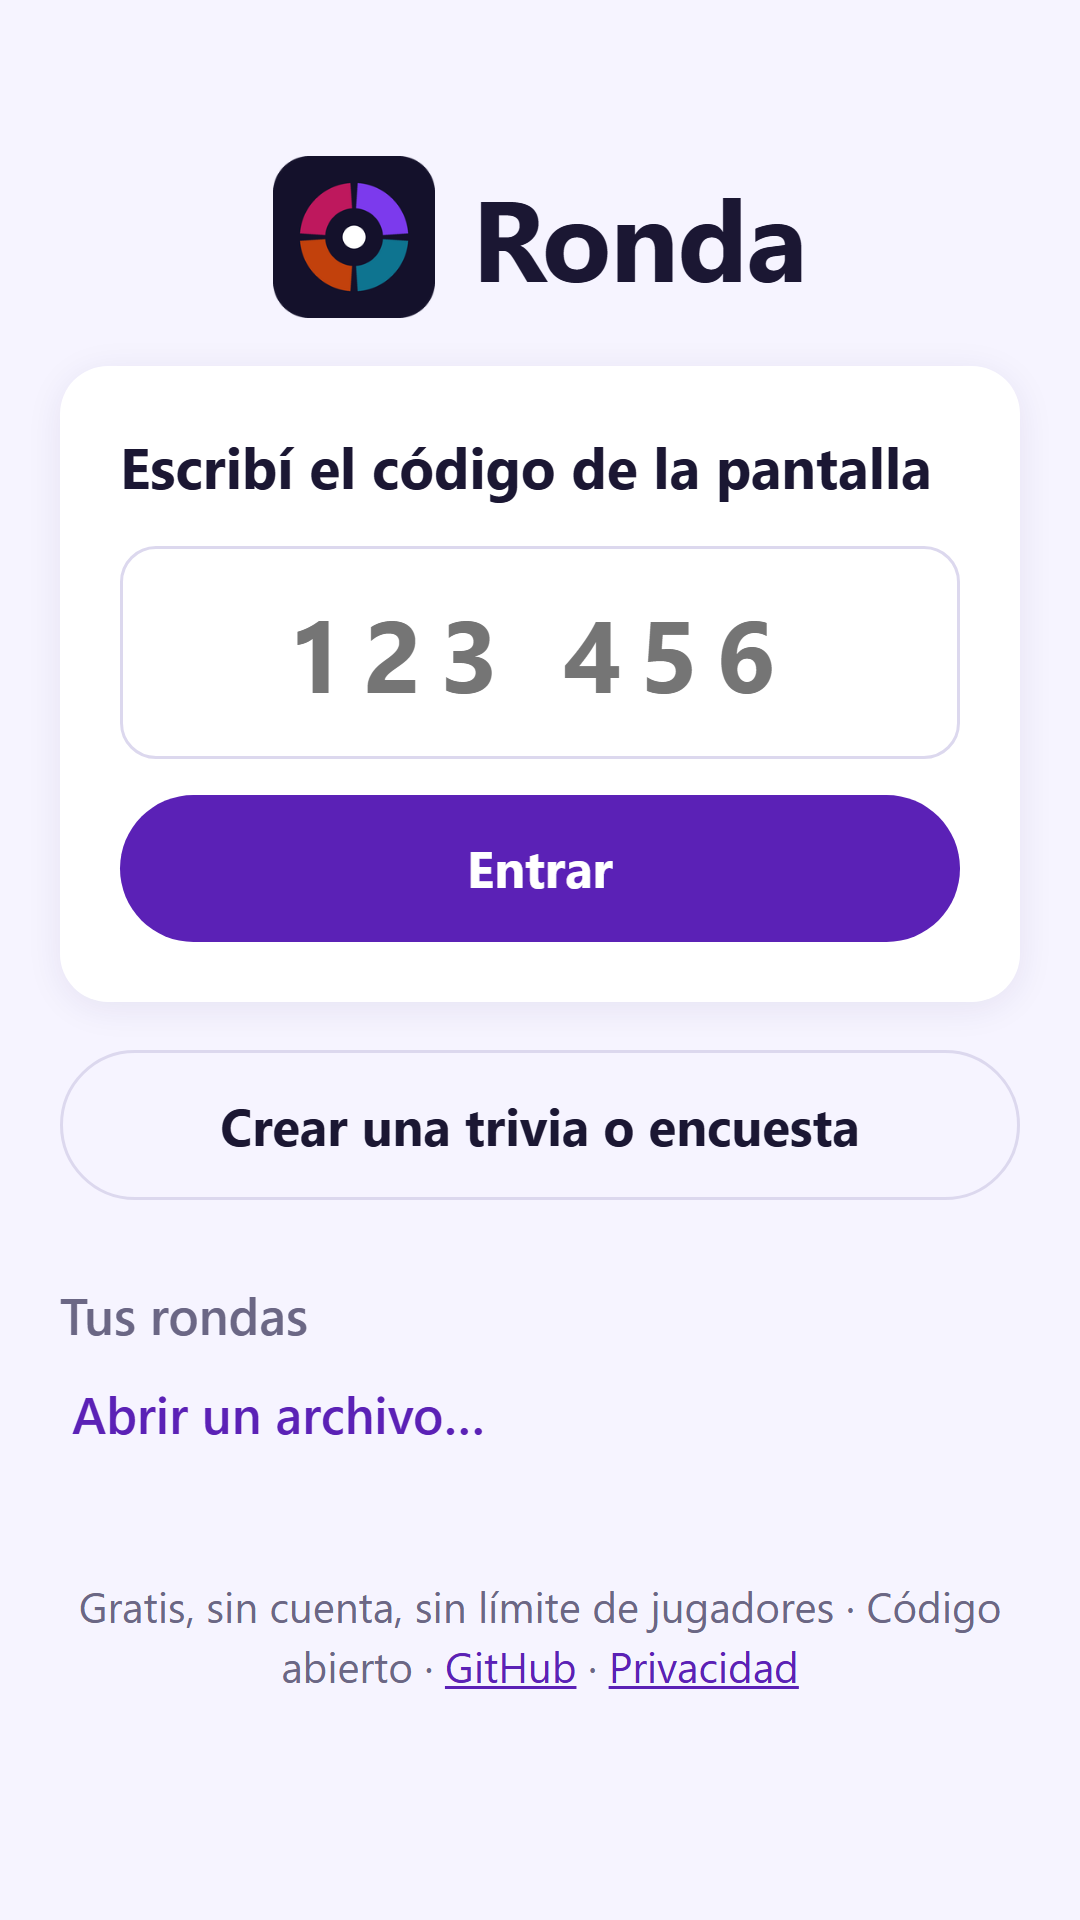 Ronda
Escribí el código de la pantalla
123 456
Entrar
Crear una trivia o encuesta
Tus rondas
Abrir un archivo...
Gratis, sin cuenta, sin límite de jugadores · Código
abierto · GitHub · Privacidad